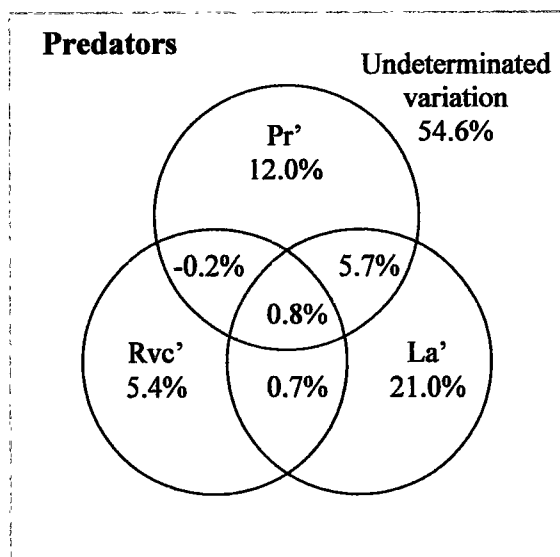 Predators
Undeterminated
variation
54.6%
Pr’
12.0%
-0.2%
5.7%
0.8%
Rvc’
5.4%
0.7%
La’
21.0%